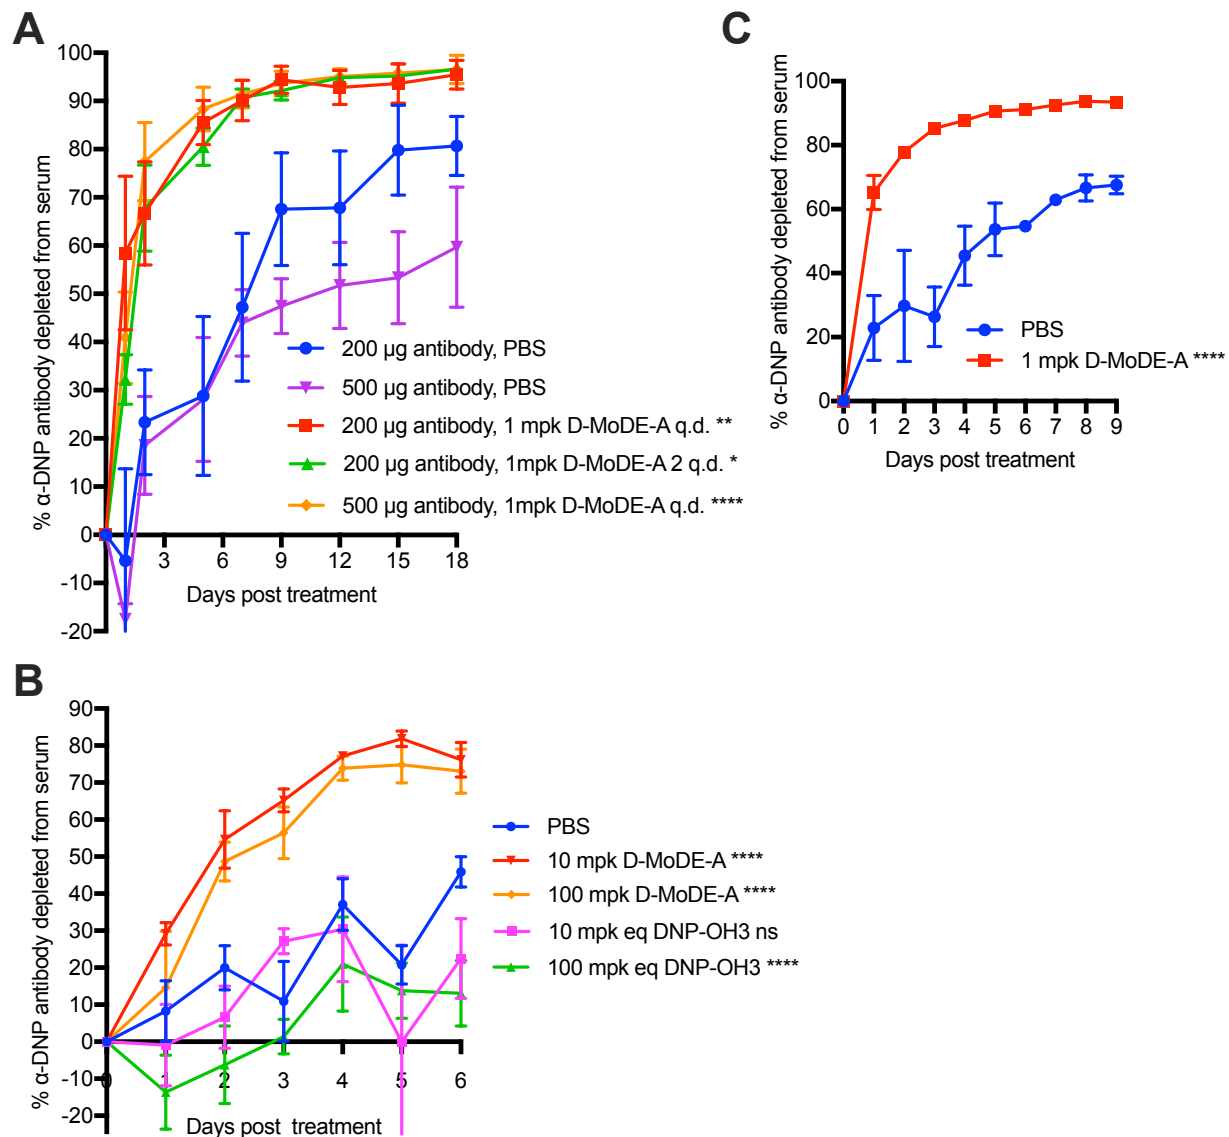 A
% α-DNP antibody depleted from serum
100
90
80
70
60
50
40
30
20
10
0
-10
-20
3
6
9
12
15
18
Days post treatment
200 µg antibody, PBS
500 µg antibody, PBS
200 µg antibody, 1 mpk D-MoDE-A q.d. **
200 µg antibody, 1mpk D-MoDE-A 2 q.d. *
500 µg antibody, 1mpk D-MoDE-A q.d. ****
C
% α-DNP antibody depleted from serum
100
80
60
40
20
0
0
1
2
3
4
5
6
7
8
9
Days post treatment
PBS
1 mpk D-MoDE-A ****
B
% α-DNP antibody depleted from serum
90
80
70
60
50
40
30
20
10
0
-10
-20
0
1
2
3
4
5
6
Days post treatment
PBS
10 mpk D-MoDE-A ****
100 mpk D-MoDE-A ****
10 mpk eq DNP-OH3 ns
100 mpk eq DNP-OH3 ****